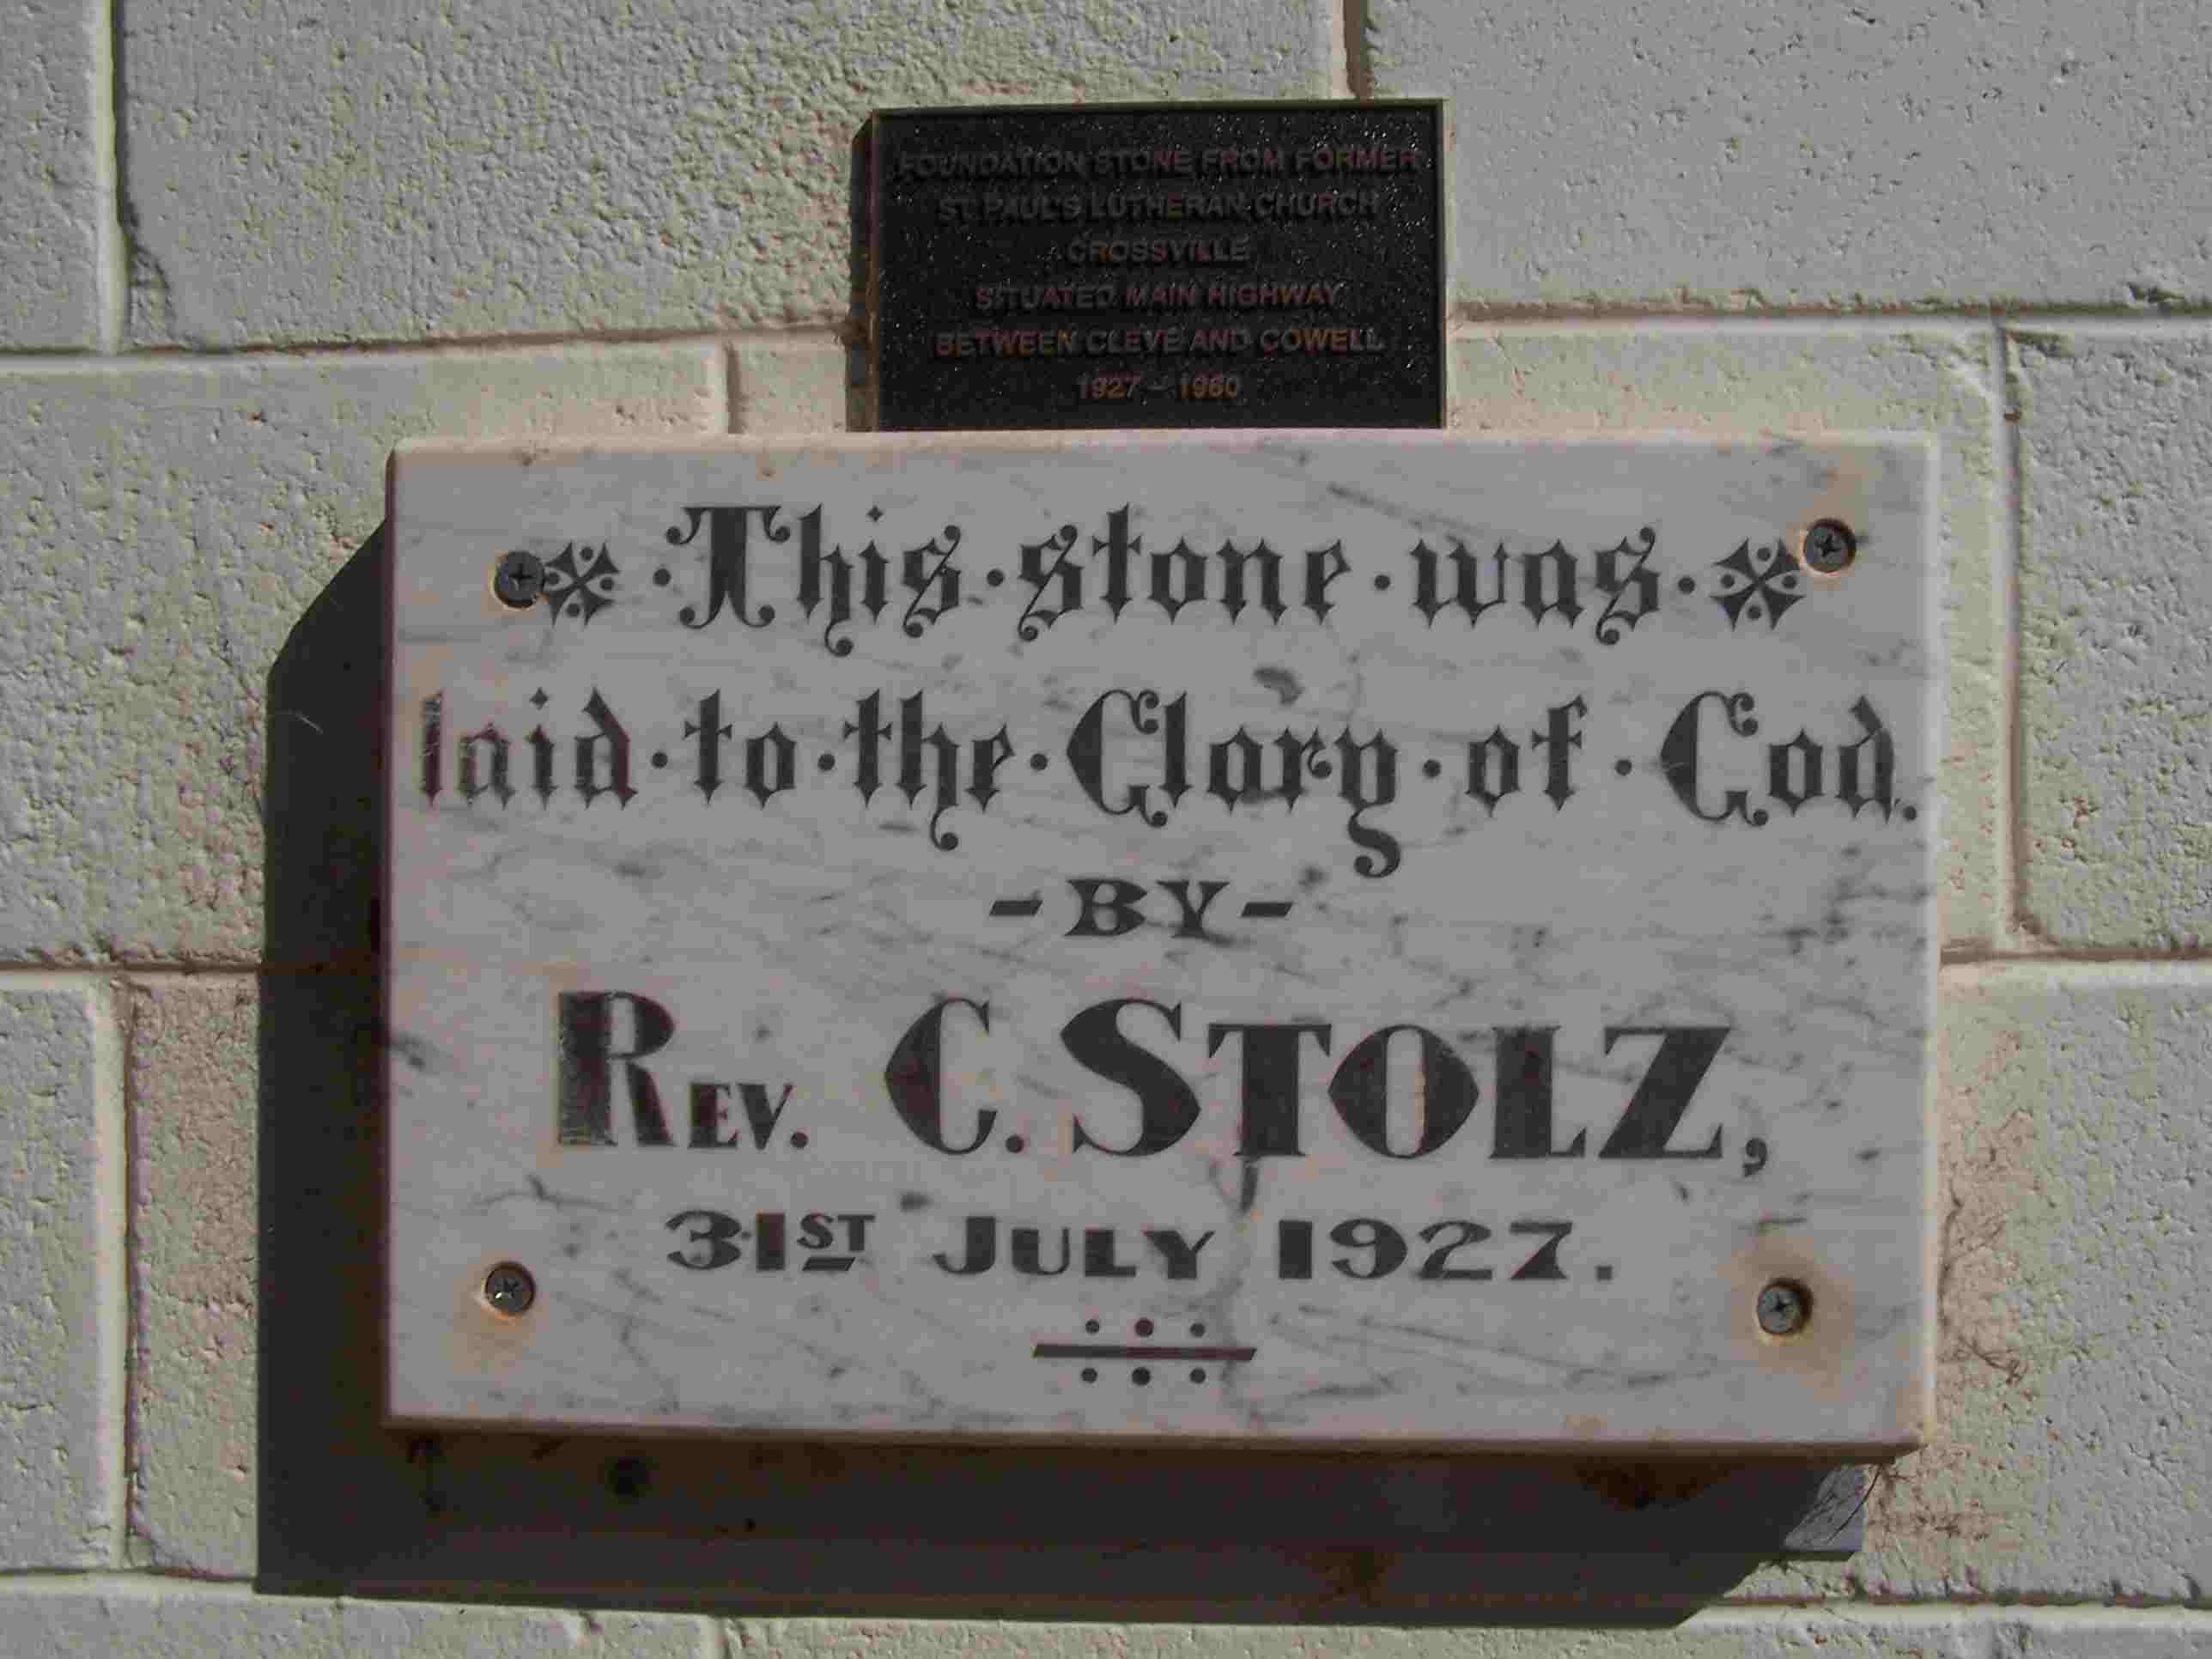 FOUNDATION STONE FROM FORMER
ST. PAUL'S LUTHERAN CHURCH
CROSSVILLE
SITUATED MAIN HIGHWAY
BETWEEN CLEVE AND COWELL
1927 - 1960
This · stone · was ·
laid · to · the · Glory · of · God.
- BY -
REV. C. STOLZ,
31ST JULY 1927.